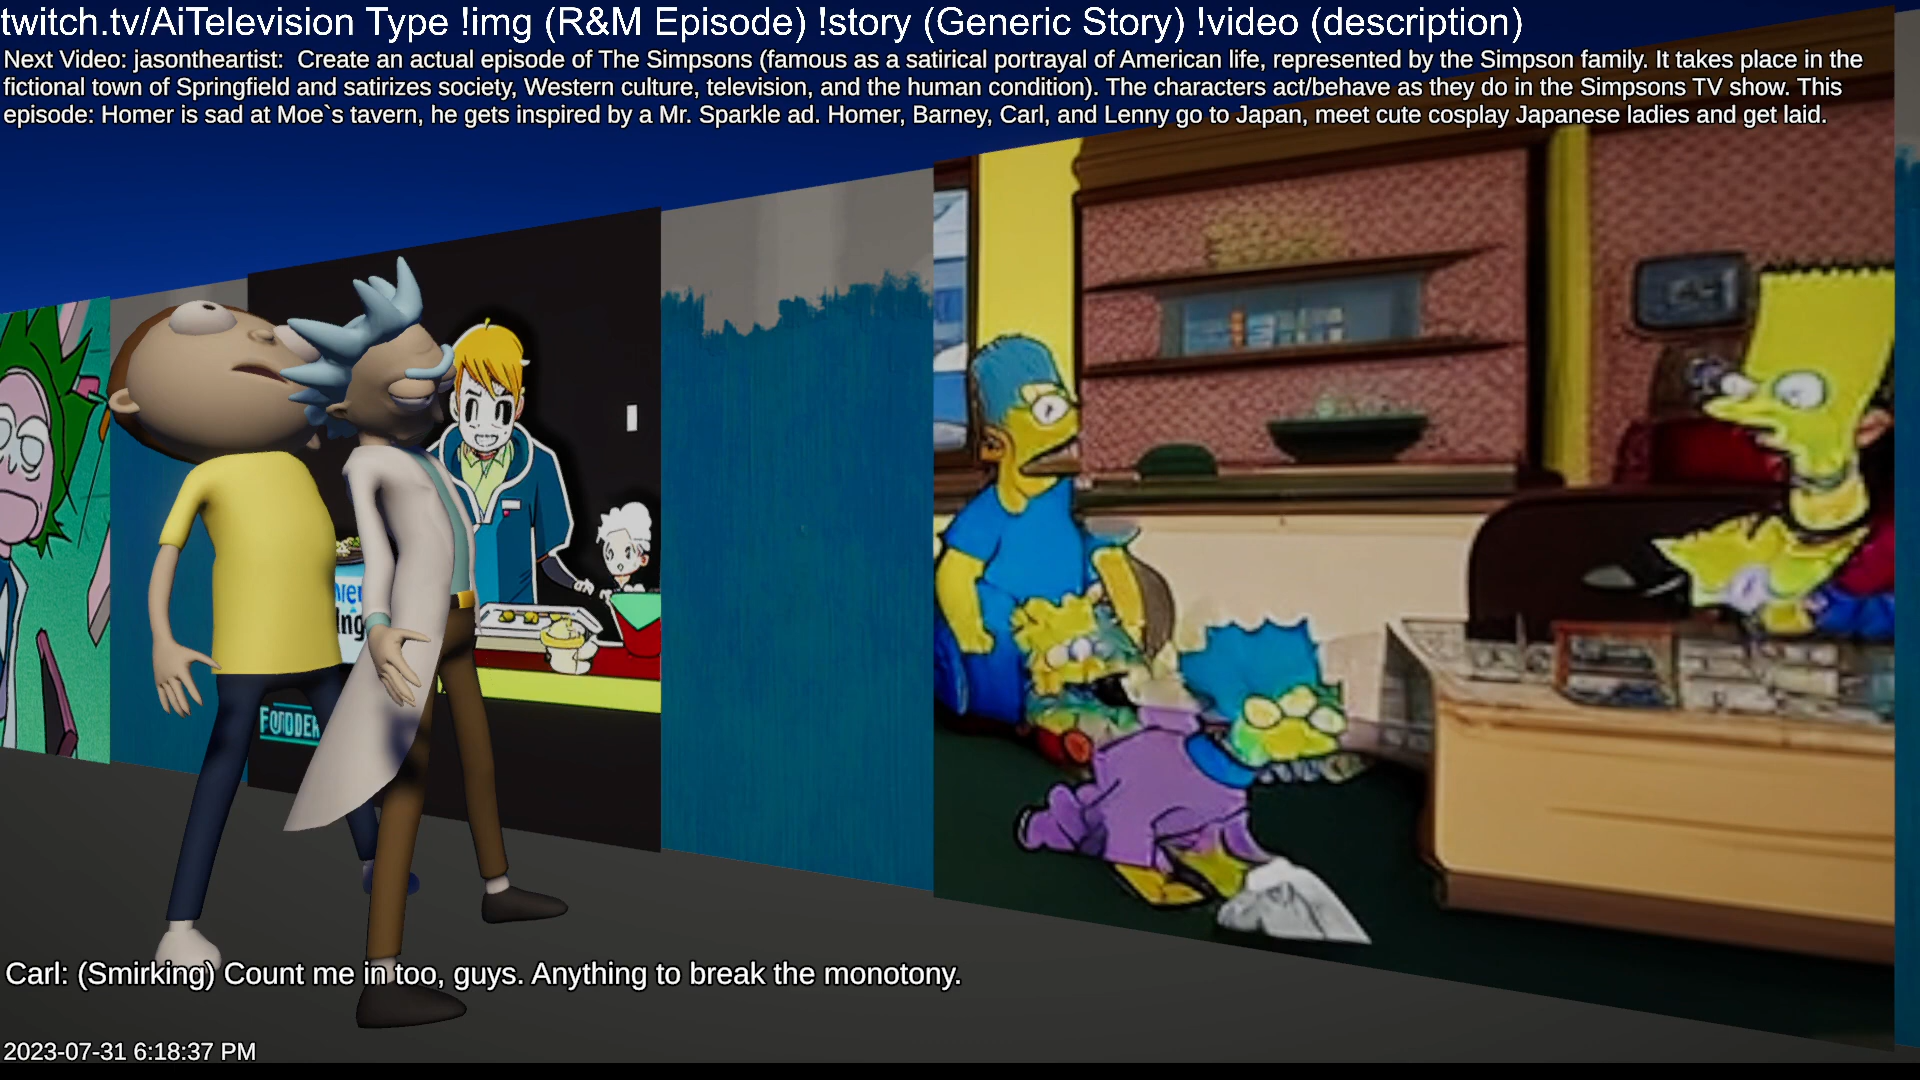 twitch.tv/AiTelevision Type !img (R&M Episode) !story (Generic Story) !video (description)
Next Video: jasontheartist:  Create an actual episode of The Simpsons (famous as a satirical portrayal of American life, represented by the Simpson family. It takes place in the
fictional town of Springfield and satirizes society, Western culture, television, and the human condition). The characters act/behave as they do in the Simpsons TV show. This
episode: Homer is sad at Moe`s tavern, he gets inspired by a Mr. Sparkle ad. Homer, Barney, Carl, and Lenny go to Japan, meet cute cosplay Japanese ladies and get laid.
Carl: (Smirking) Count me in too, guys. Anything to break the monotony.
2023-07-31 6:18:37 PM